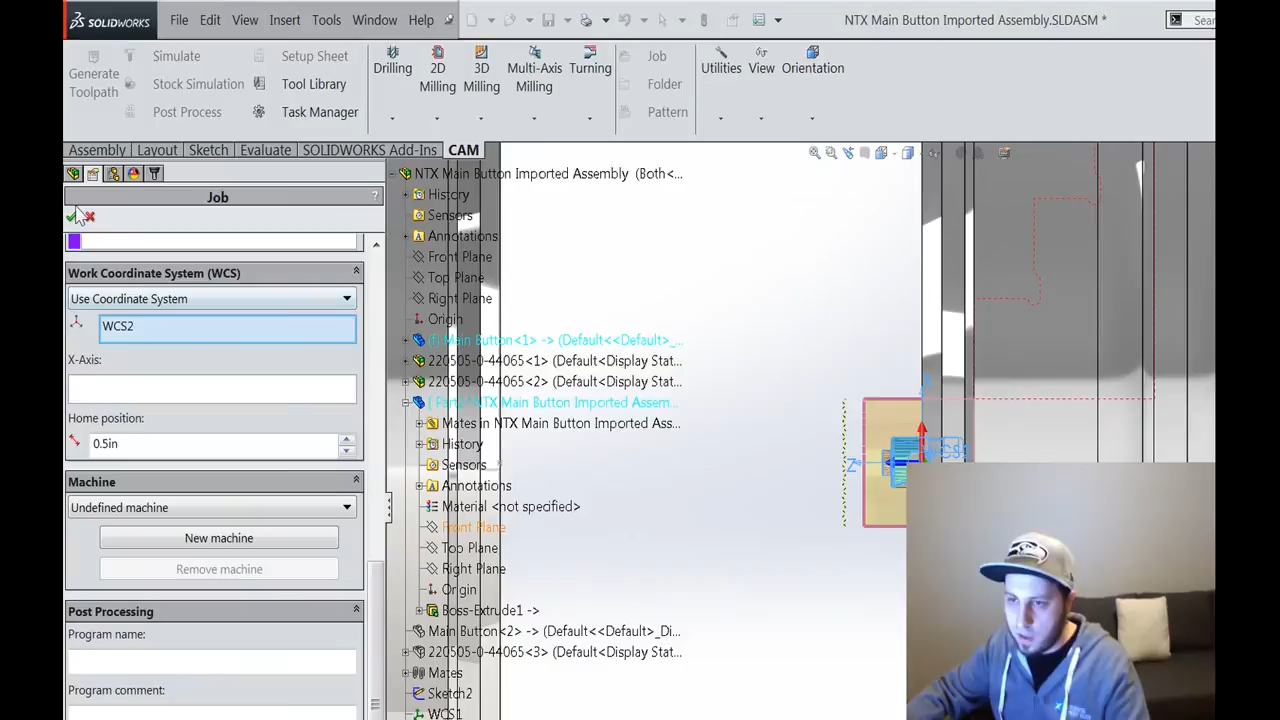 SOLIDWORKS File Edit View Insert Tools Window Help NTX Main Button Imported Assembly.SLDASM * Sear
Generate Toolpath
Simulate Setup Sheet
Stock Simulation Tool Library
Post Process Task Manager
Drilling 2D Milling 3D Milling Multi-Axis Milling Turning
Job
Folder
Pattern
Utilities View Orientation
Assembly Layout Sketch Evaluate SOLIDWORKS Add-Ins CAM
Job ?
Work Coordinate System (WCS)
Use Coordinate System
WCS2
X-Axis:
Home position:
0.5in
Machine
Undefined machine
New machine
Remove machine
Post Processing
Program name:
Program comment:
NTX Main Button Imported Assembly (Both<...
History
Sensors
Annotations
Front Plane
Top Plane
Right Plane
Origin
(f) Main Button<1> -> (Default<<Default>_...
220505-0-44065<1> (Default<Display Stat...
220505-0-44065<2> (Default<Display Stat...
NTX Main Button Imported Assem...
Mates in NTX Main Button Imported Ass...
History
Sensors
Annotations
Material <not specified>
Front Plane
Top Plane
Right Plane
Origin
Boss-Extrude1 ->
Main Button<2> -> (Default<<Default>_Di...
220505-0-44065<3> (Default<Display Stat...
Mates
Sketch2
WCS1
Z